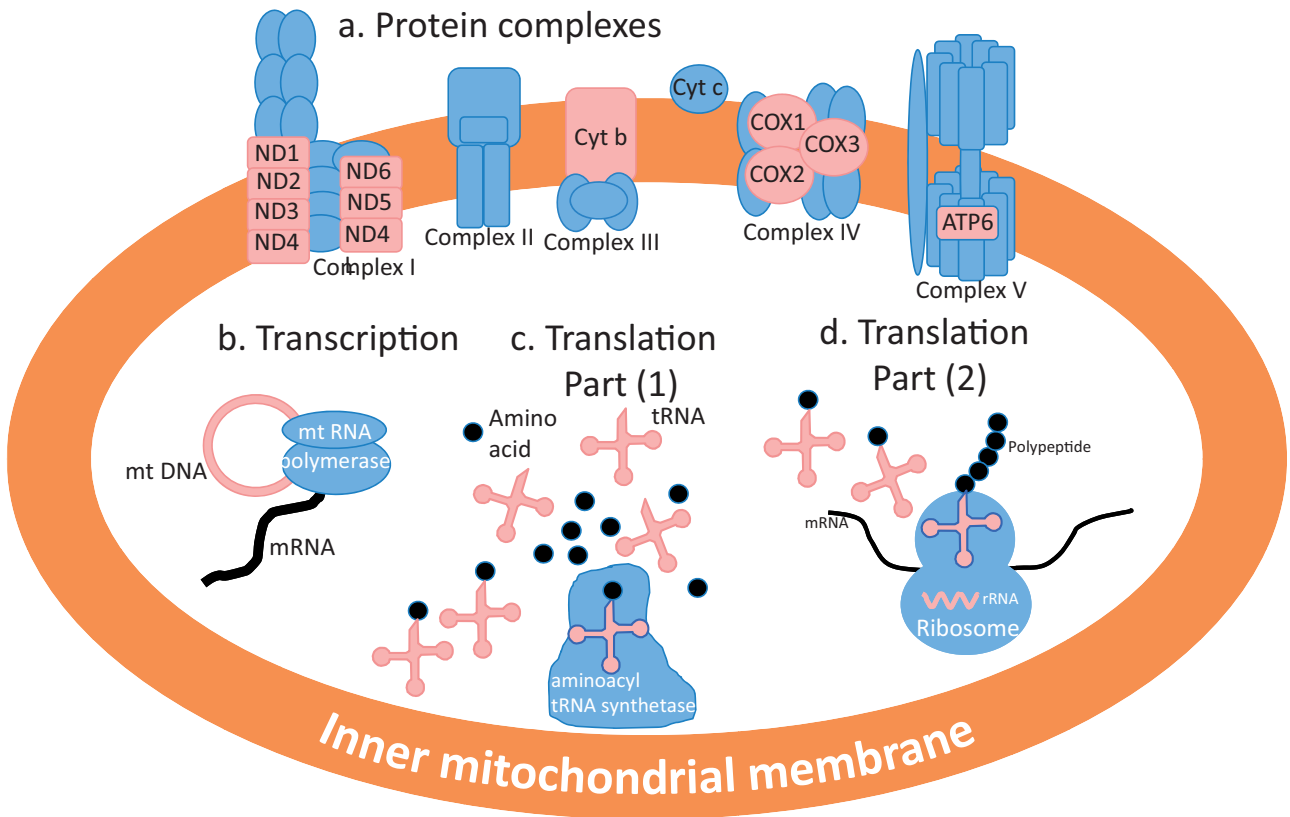 a. Protein complexes
ND1
ND2
ND3
ND4
ND6
ND5
ND4
L
Complex I
Complex II
Cyt b
Complex III
Cyt c
COX1
COX2
COX3
Complex IV
ATP6
Complex V
b. Transcription
mt DNA
mt RNA
polymerase
mRNA
c. Translation
Part (1)
Amino
acid
tRNA
aminoacyl
tRNA synthetase
d. Translation
Part (2)
Polypeptide
mRNA
rRNA
Ribosome
Inner mitochondrial membrane